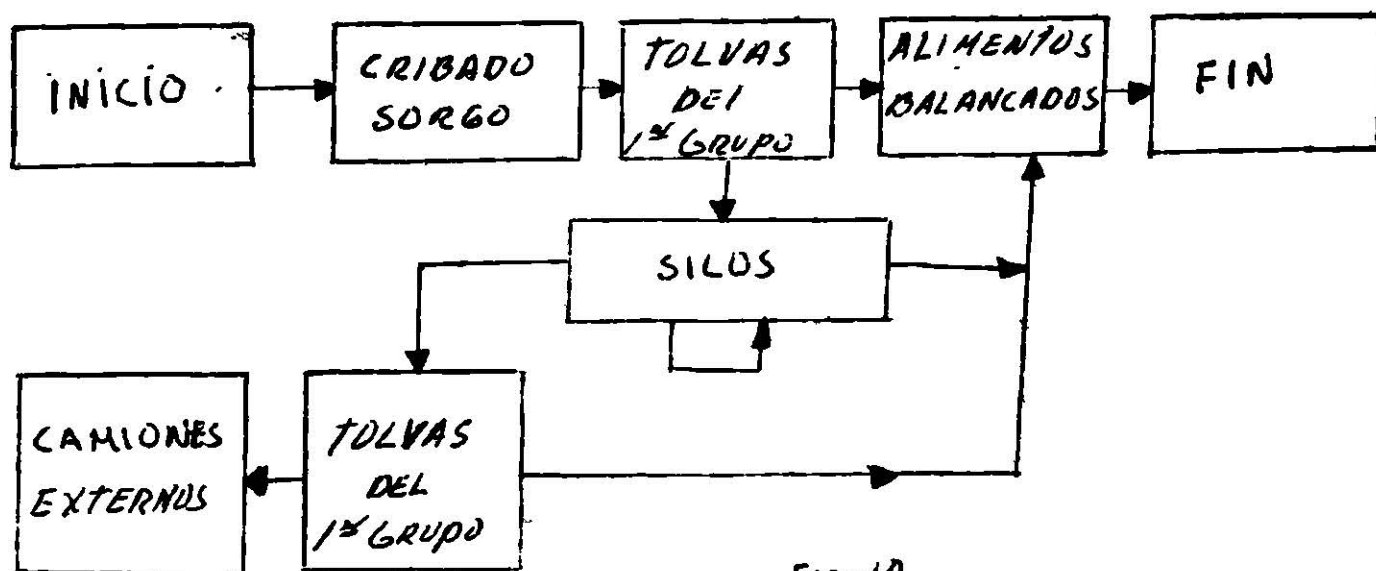 INICIO
CRIBADO
SORGO
TOLVAS
DEL
1er GRUPO
ALIMENTOS
BALANCADOS
FIN
SILOS
CAMIONES
EXTERNOS
TOLVAS
DEL
1er GRUPO